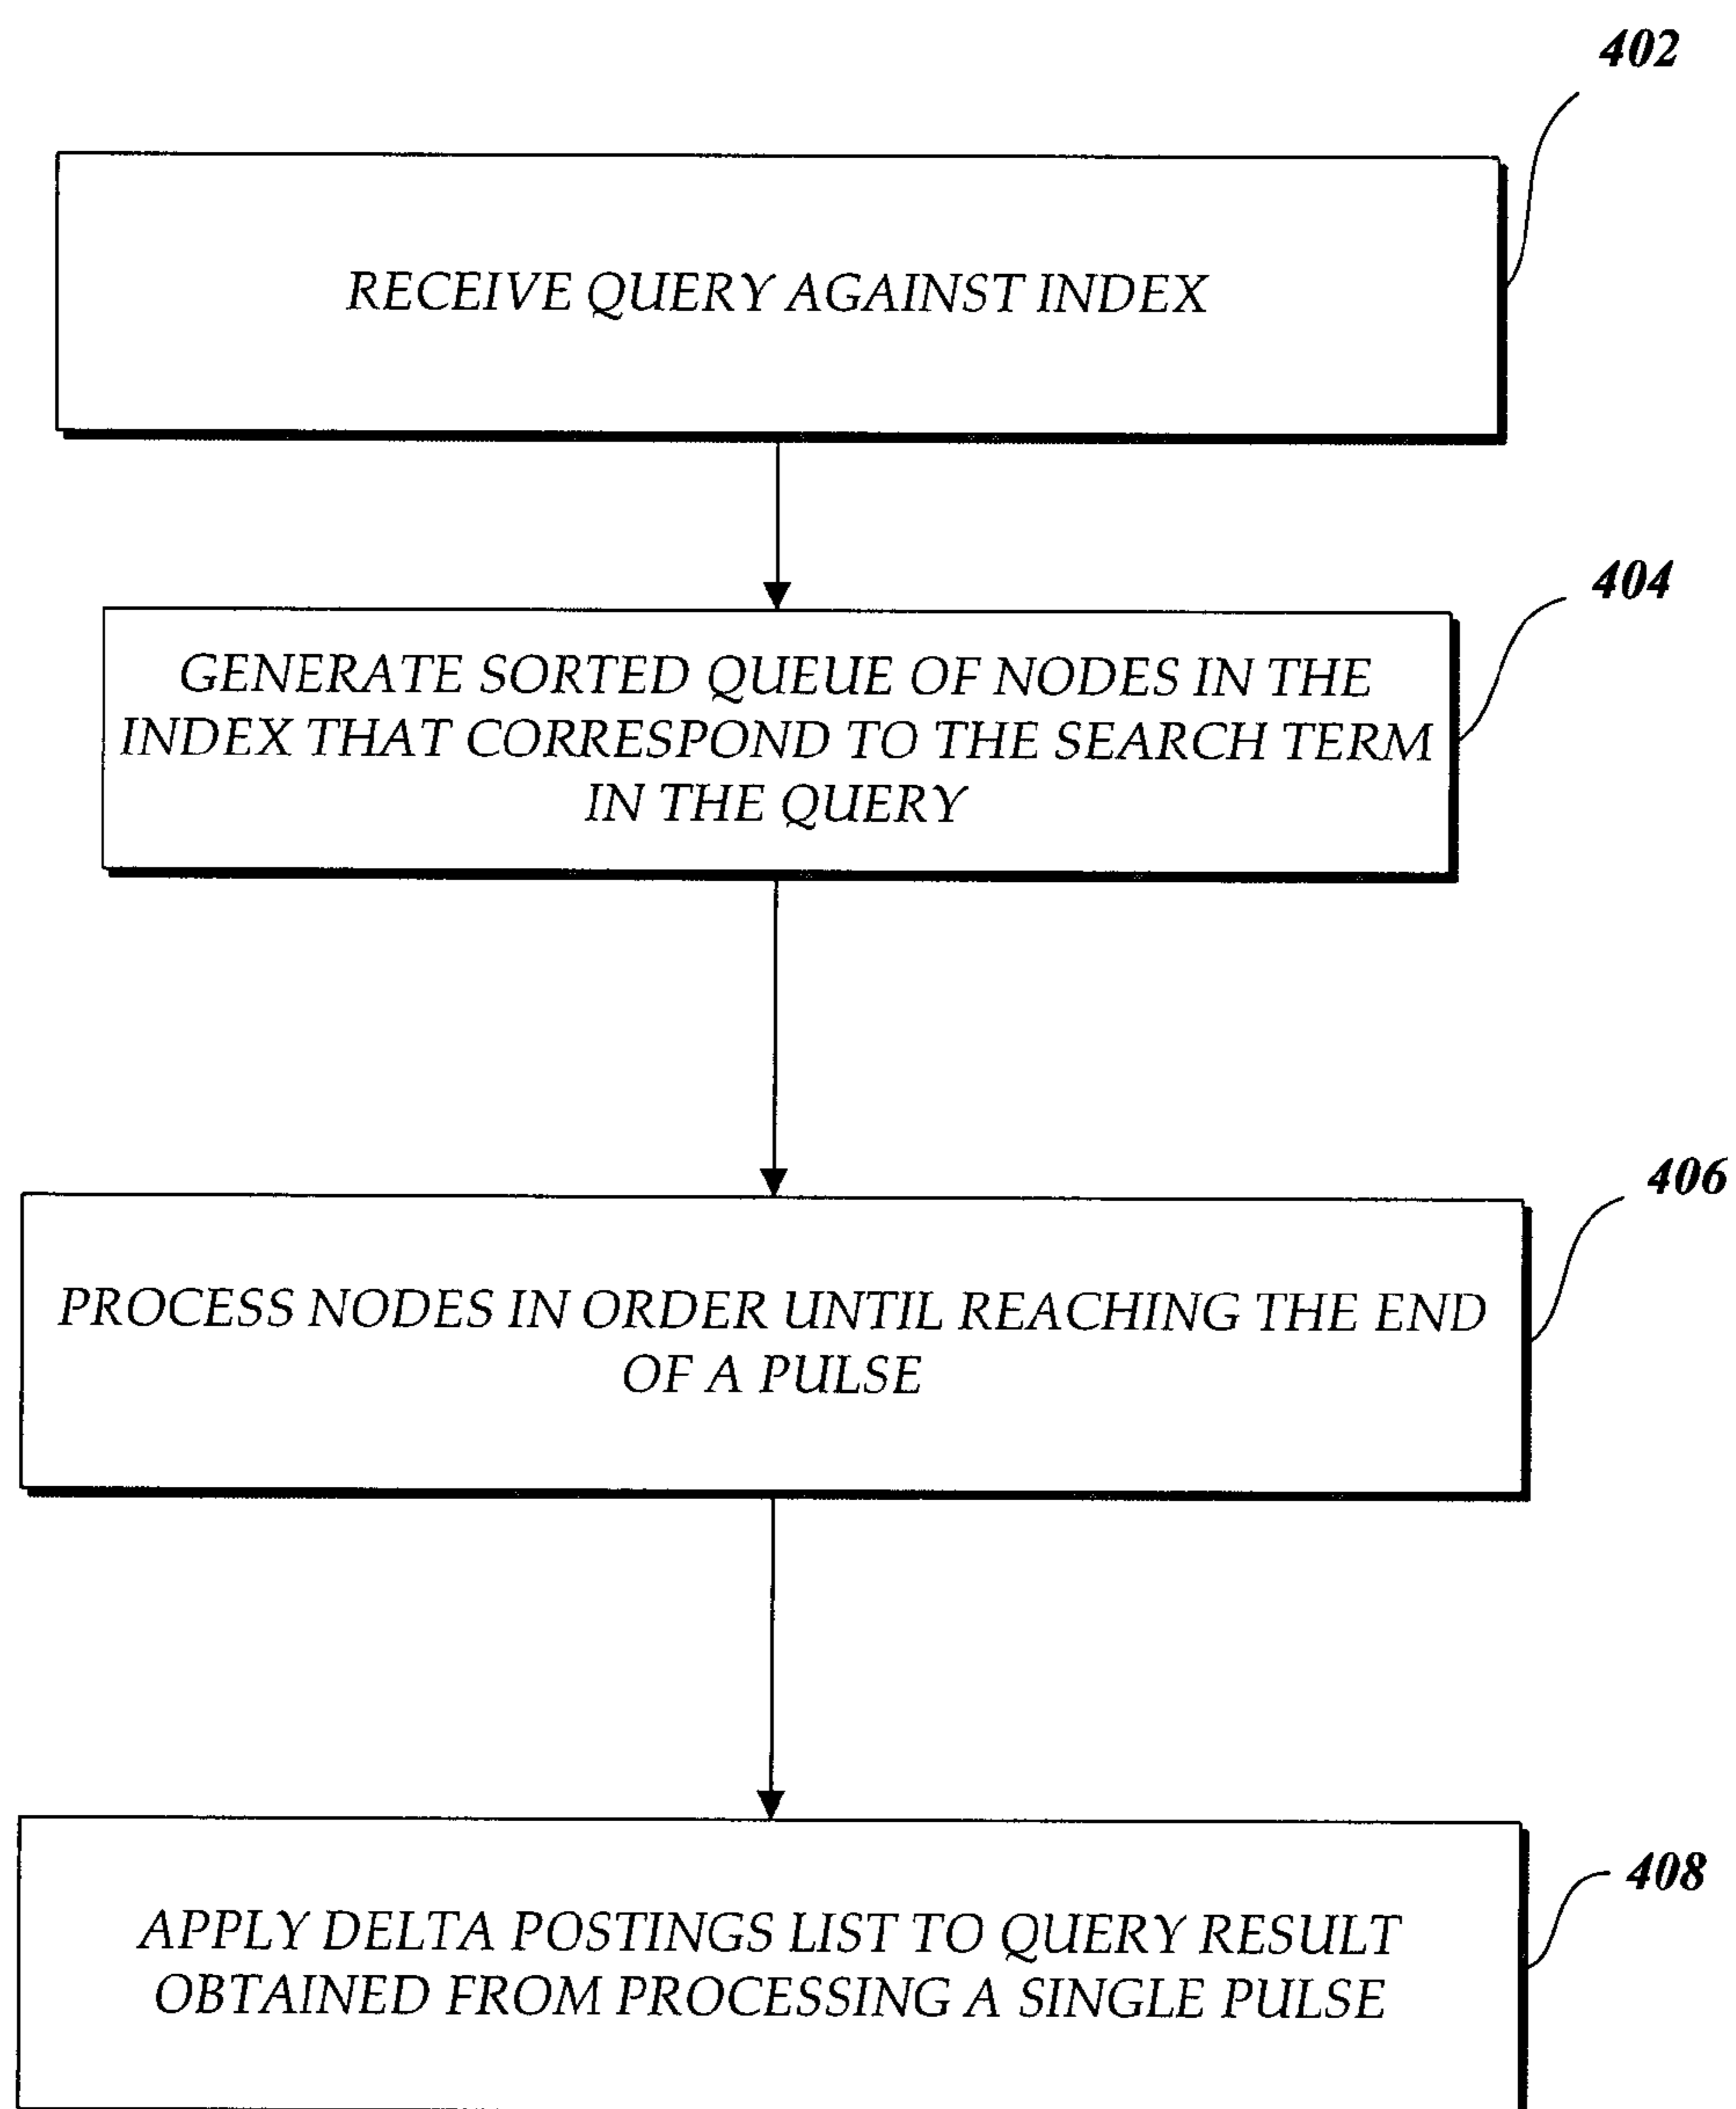 402
RECEIVE QUERY AGAINST INDEX
404
GENERATE SORTED QUEUE OF NODES IN THE
INDEX THAT CORRESPOND TO THE SEARCH TERM
IN THE QUERY
406
PROCESS NODES IN ORDER UNTIL REACHING THE END
OF A PULSE
408
APPLY DELTA POSTINGS LIST TO QUERY RESULT
OBTAINED FROM PROCESSING A SINGLE PULSE